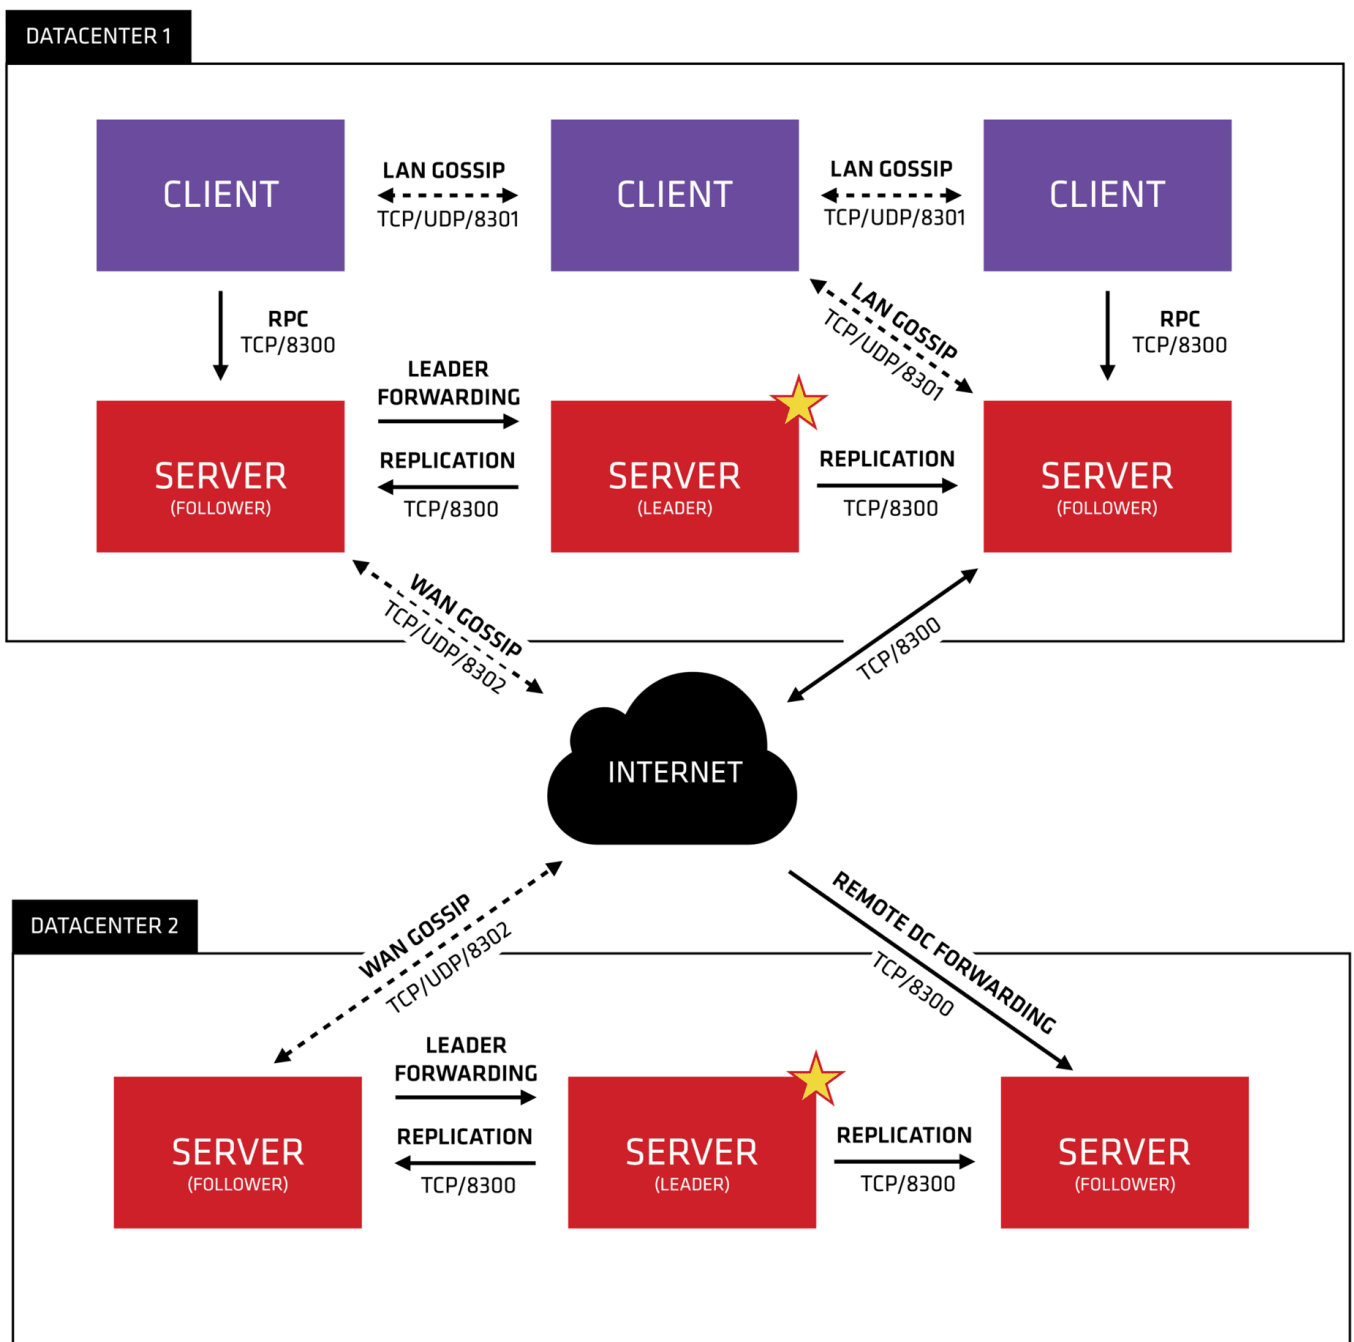 DATACENTER 1
CLIENT
LAN GOSSIP
TCP/UDP/8301
CLIENT
LAN GOSSIP
TCP/UDP/8301
CLIENT
RPC
TCP/8300
LAN GOSSIP
TCP/UDP/8301
RPC
TCP/8300
SERVER
(FOLLOWER)
LEADER
FORWARDING
REPLICATION
TCP/8300
SERVER
(LEADER)
REPLICATION
TCP/8300
SERVER
(FOLLOWER)
WAN GOSSIP
TCP/UDP/8302
TCP/8300
INTERNET
DATACENTER 2
WAN GOSSIP
TCP/UDP/8302
REMOTE DC FORWARDING
TCP/8300
SERVER
(FOLLOWER)
LEADER
FORWARDING
REPLICATION
TCP/8300
SERVER
(LEADER)
REPLICATION
TCP/8300
SERVER
(FOLLOWER)